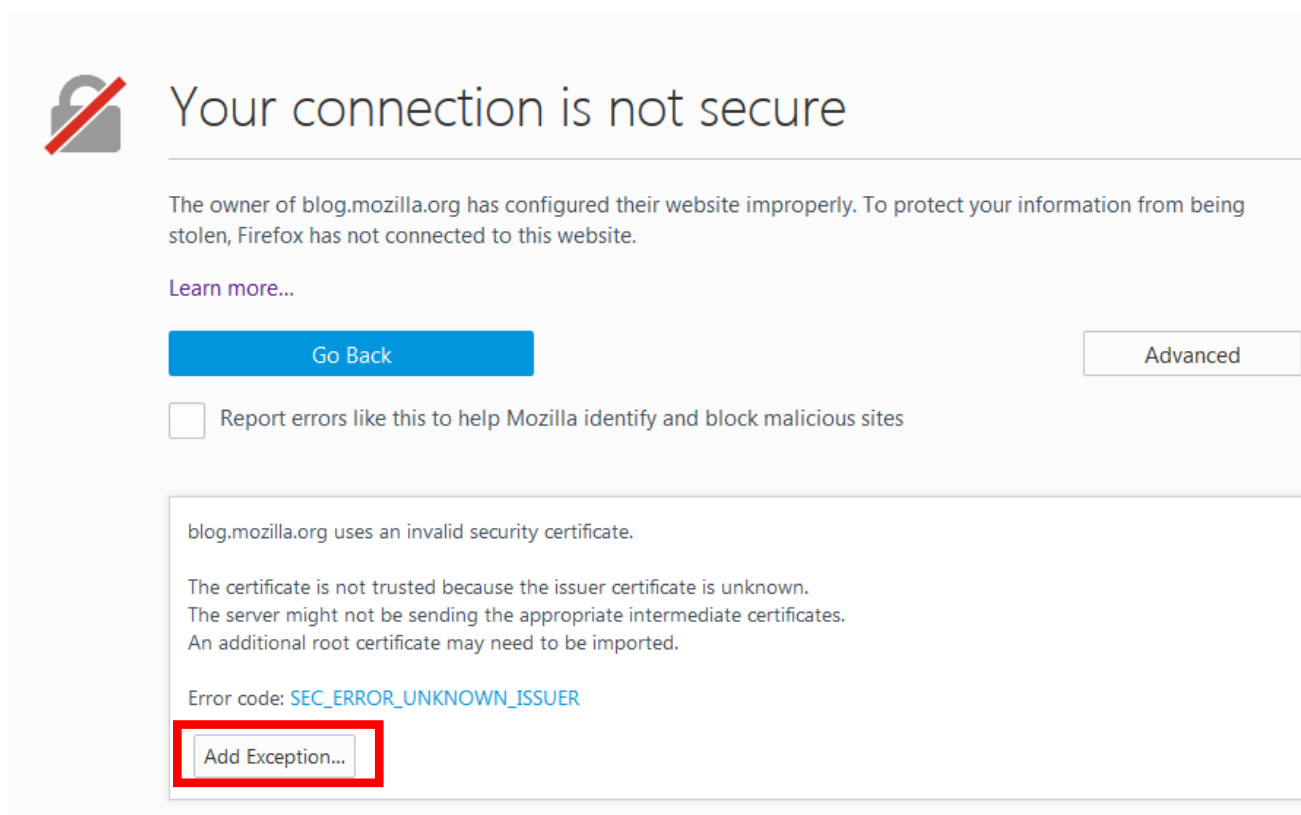 Your connection is not secure
The owner of blog.mozilla.org has configured their website improperly. To protect your information from being
stolen, Firefox has not connected to this website.
Learn more...
Go Back
Advanced
Report errors like this to help Mozilla identify and block malicious sites
blog.mozilla.org uses an invalid security certificate.
The certificate is not trusted because the issuer certificate is unknown.
The server might not be sending the appropriate intermediate certificates.
An additional root certificate may need to be imported.
Error code: SEC_ERROR_UNKNOWN_ISSUER
Add Exception...